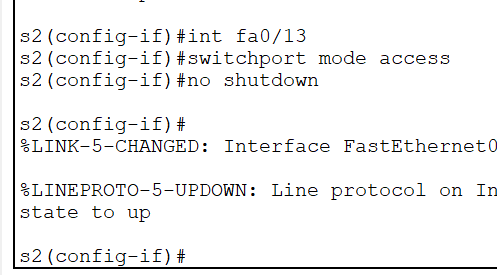 s2(config-if)#int fa0/13
s2(config-if)#switchport mode access
s2(config-if)#no shutdown
s2(config-if)#
%LINK-5-CHANGED: Interface FastEthernet0
%LINEPROTO-5-UPDOWN: Line protocol on In
state to up
s2(config-if)#